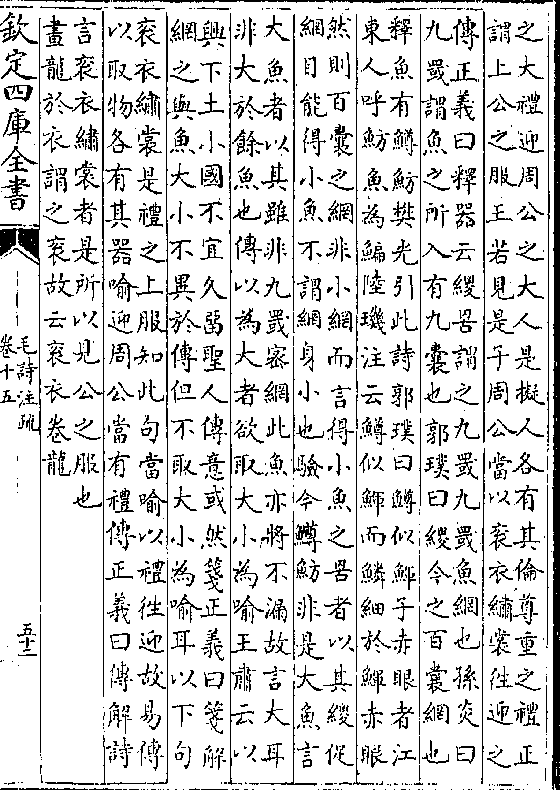 之大禮迎周公之大人是擬人各有其倫尊重之禮正
謂上公之服王若見是子周公當以衮衣繡裳往迎之
傳正義曰釋器云緵罟謂之九罭九罭魚網也孫炎曰
九罭謂魚之所入有九囊也郭璞曰緵今之百囊網也
釋魚有鱒魴樊光引此詩郭璞曰鱒似鯶子赤眼者江
東人呼魴魚為鯿陸璣注云鱒似鯶而鱗細於鯶赤眼
然則百囊之網非小網而言得小魚之罟者以其緵促
網目能得小魚不謂網身小也驗今鱒魴非是大魚言
大魚者以其雖非九罭宻網此魚亦將不漏故言大耳
非大於餘魚也傳以為大者欲取大小為喻王肅云以
興下土小國不宜久畱聖人傳意或然箋正義曰箋解
網之與魚大小不異於傳但不取大小為喻耳以下句
衮衣繡裳是禮之上服知此句當喻以禮往迎故易傳
以取物各有其器喻迎周公當有禮傳正義曰傳解詩
言衮衣繡裳者是所以見公之服也
畫龍於衣謂之衮故云衮衣卷龍
欽定四庫全書
毛詩注疏
卷十五
五十二